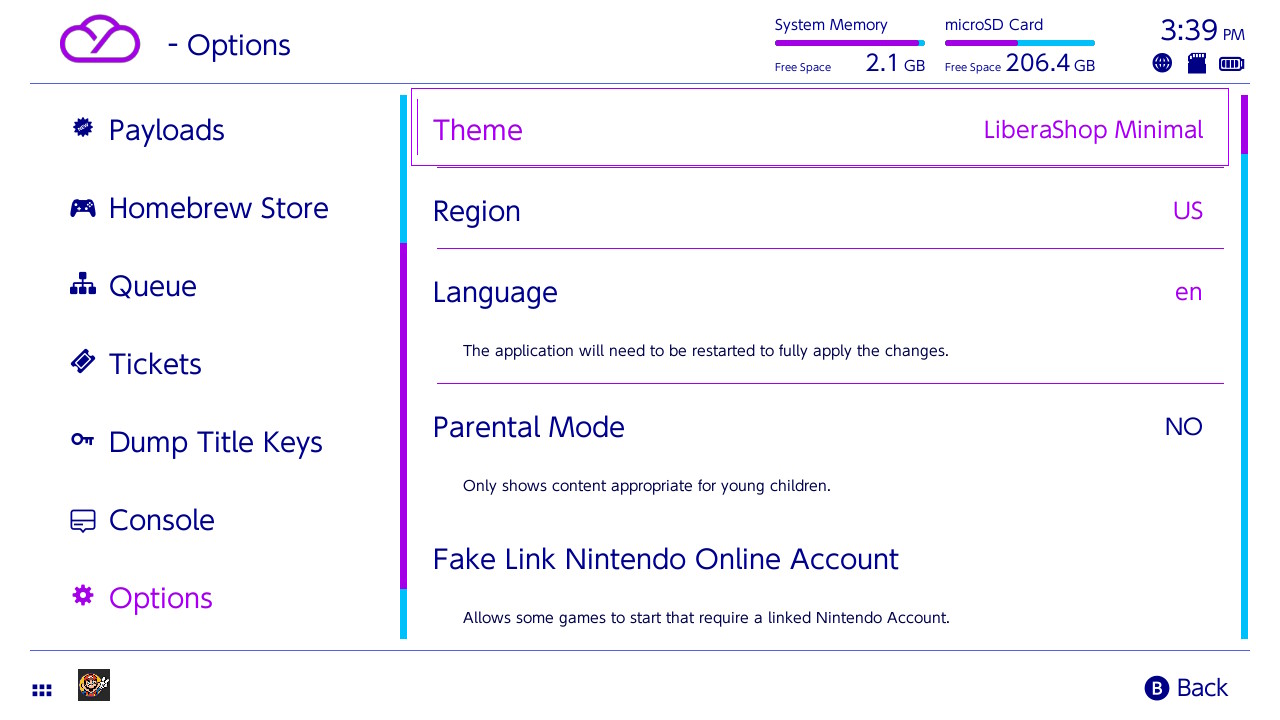 - Options
System Memory
Free Space 2.1 GB
microSD Card
Free Space 206.4 GB
3:39 PM
Payloads
Homebrew Store
Queue
Tickets
Dump Title Keys
Console
Options
Theme LiberaShop Minimal
Region US
Language en
The application will need to be restarted to fully apply the changes.
Parental Mode NO
Only shows content appropriate for young children.
Fake Link Nintendo Online Account
Allows some games to start that require a linked Nintendo Account.
B Back